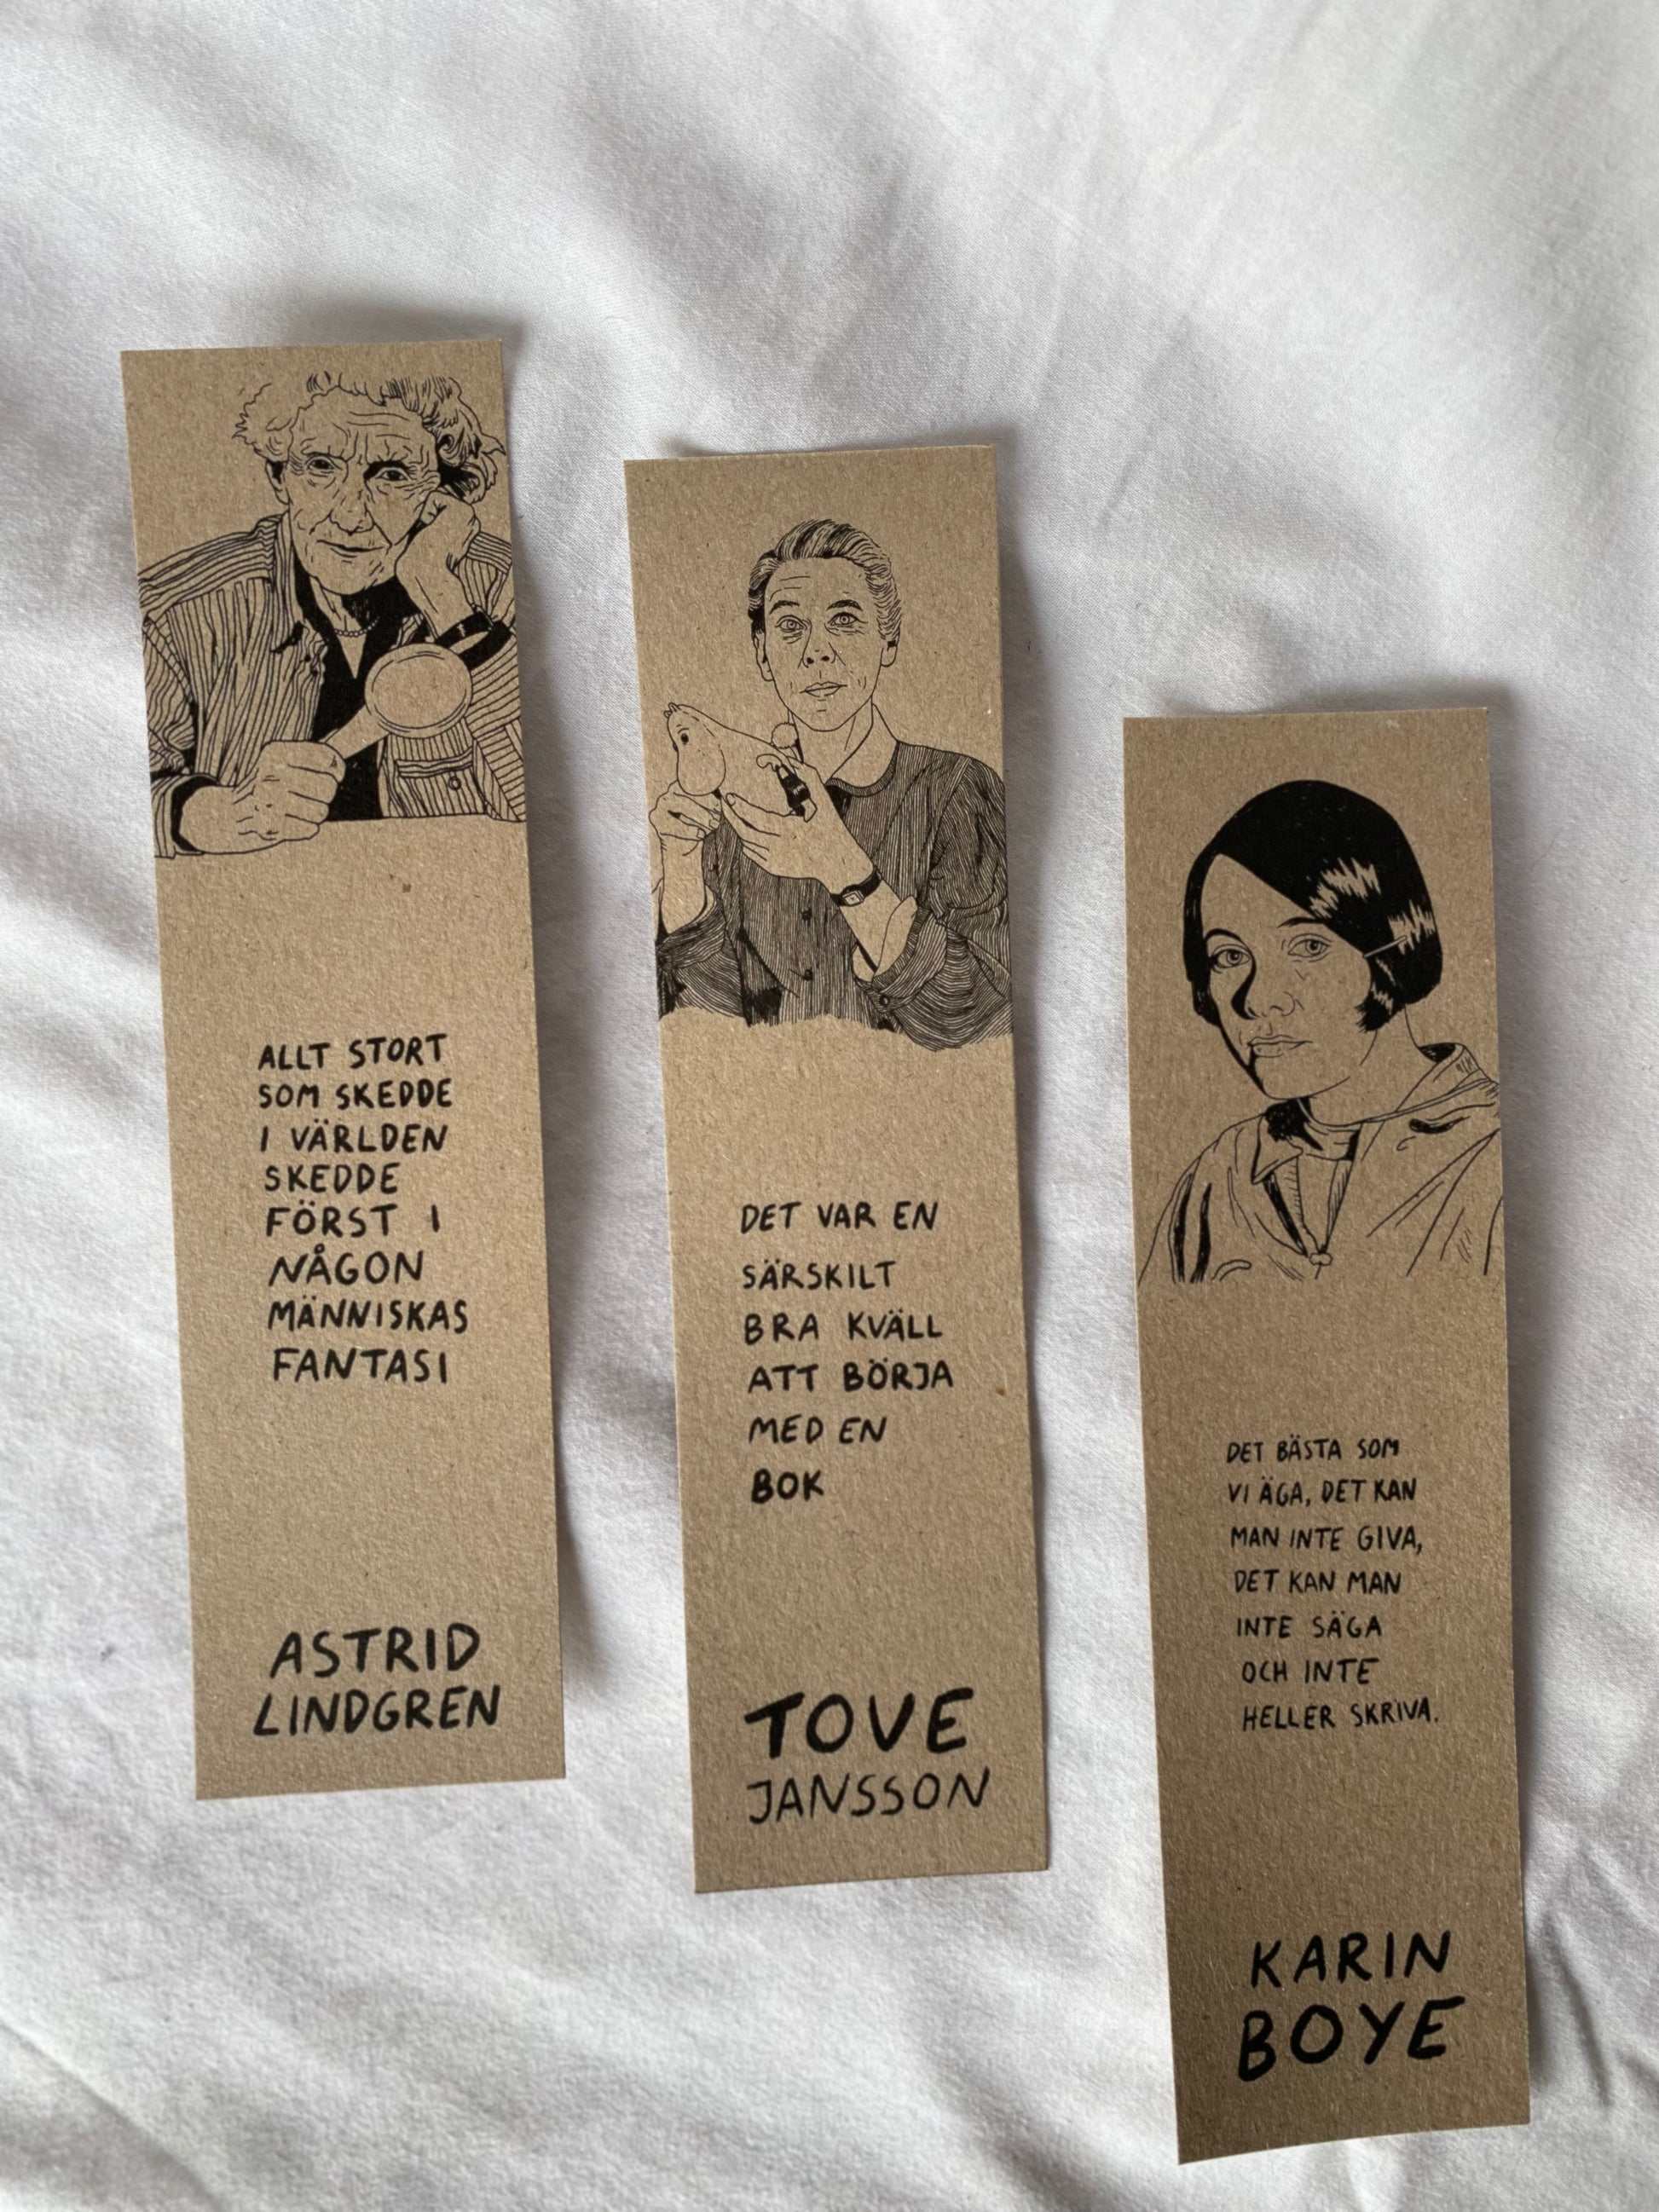 ALLT STORT
SOM SKEDDE
I VÄRLDEN
SKEDDE
FÖRST I
NÅGON
MÄNNISKAS
FANTASI
ASTRID
LINDGREN
DET VAR EN
SÄRSKILT
BRA KVÄLL
ATT BÖRJA
MED EN
BOK
TOVE
JANSSON
DET BÄSTA SOM
VI ÄGA, DET KAN
MAN INTE GIVA,
DET KAN MAN
INTE SÄGA
OCH INTE
HELLER SKRIVA.
KARIN
BOYE